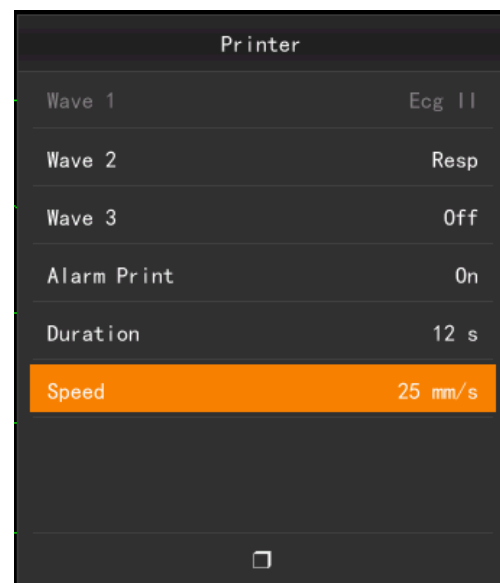 Printer
Wave 1 Ecg II
Wave 2 Resp
Wave 3 Off
Alarm Print On
Duration 12 s
Speed 25 mm/s